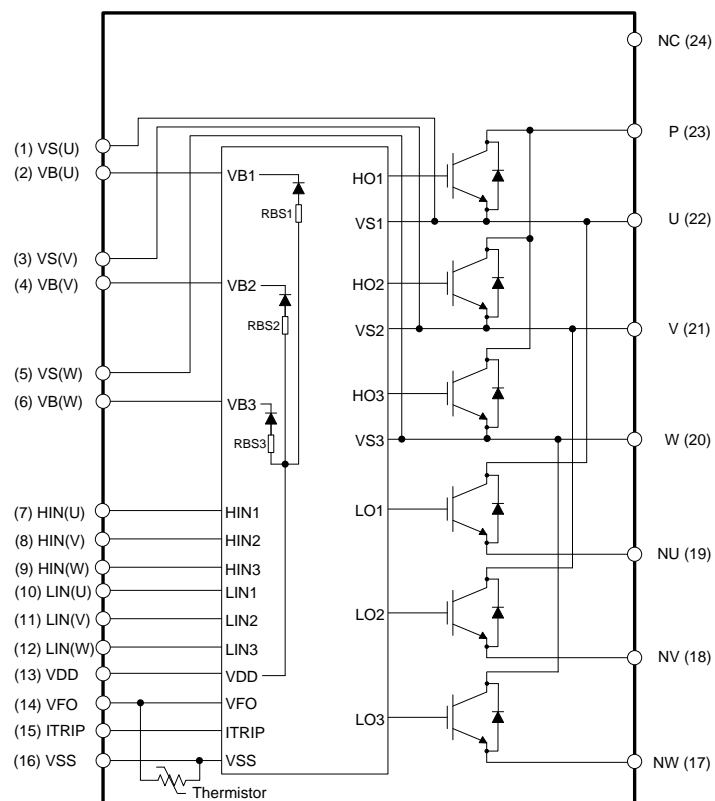 NC (24)
P (23)
(1) VS(U)
(2) VB(U)
VB1
HO1
RBS1
VS1
U (22)
(3) VS(V)
(4) VB(V)
VB2
HO2
RBS2
VS2
V (21)
(5) VS(W)
(6) VB(W)
VB3
HO3
RBS3
VS3
W (20)
(7) HIN(U)
HIN1
LO1
(8) HIN(V)
HIN2
(9) HIN(W)
HIN3
NU (19)
(10) LIN(U)
LIN1
(11) LIN(V)
LIN2
LO2
(12) LIN(W)
LIN3
NV (18)
(13) VDD
VDD
(14) VFO
VFO
LO3
(15) ITRIP
ITRIP
(16) VSS
VSS
NW (17)
Thermistor